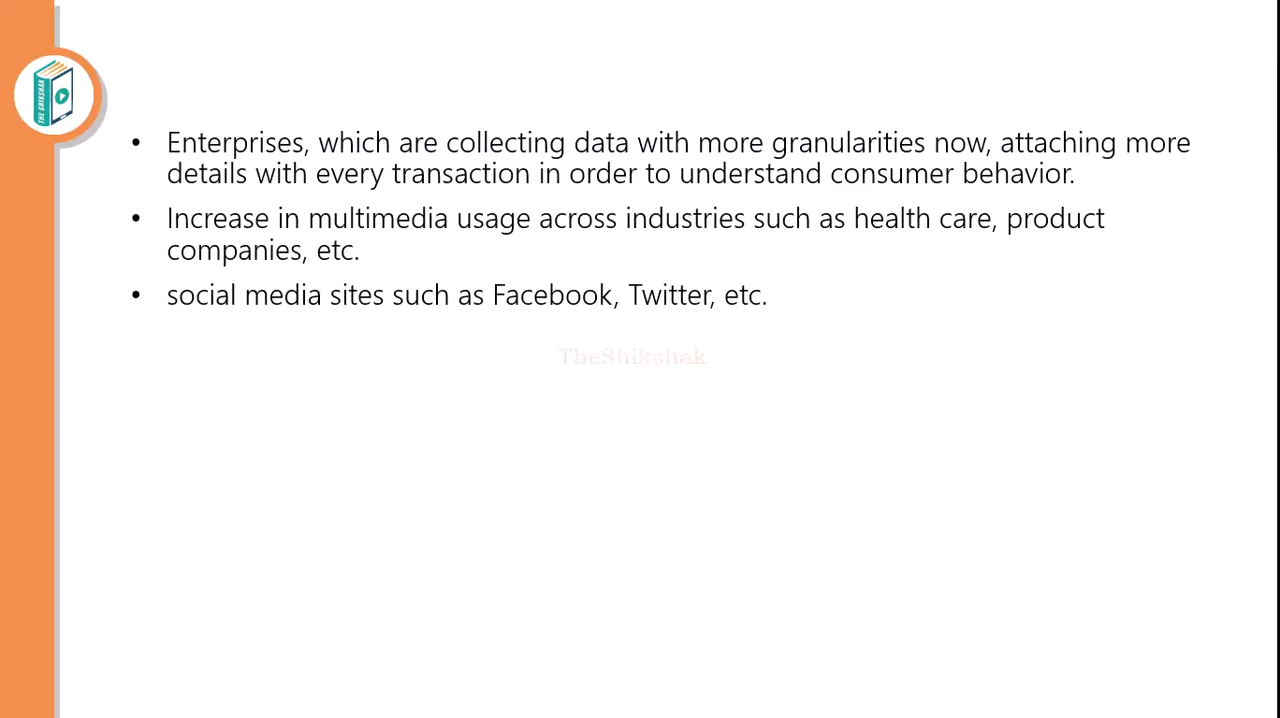 THE SHIKSHAK
• Enterprises, which are collecting data with more granularities now, attaching more
details with every transaction in order to understand consumer behavior.
• Increase in multimedia usage across industries such as health care, product
companies, etc.
• social media sites such as Facebook, Twitter, etc.
TheShikshak